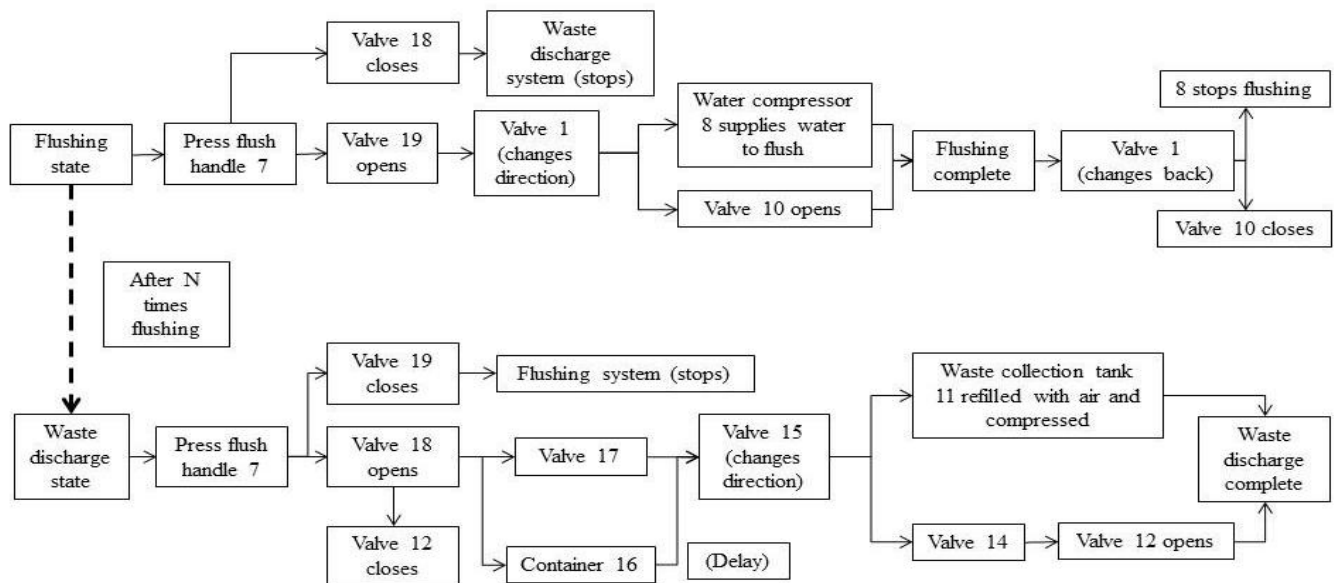 Valve 18
closes
Waste
discharge
system (stops)
Flushing
state
Press flush
handle 7
Valve 19
opens
Valve 1
(changes
direction)
Water compressor
8 supplies water
to flush
Valve 10 opens
Flushing
complete
Valve 1
(changes back)
8 stops flushing
Valve 10 closes
After N
times
flushing
Waste
discharge
state
Press flush
handle 7
Valve 19
closes
Flushing system (stops)
Valve 18
opens
Valve 12
closes
Valve 17
Container 16
(Delay)
Valve 15
(changes
direction)
Waste collection tank
11 refilled with air and
compressed
Valve 14
Valve 12 opens
Waste
discharge
complete